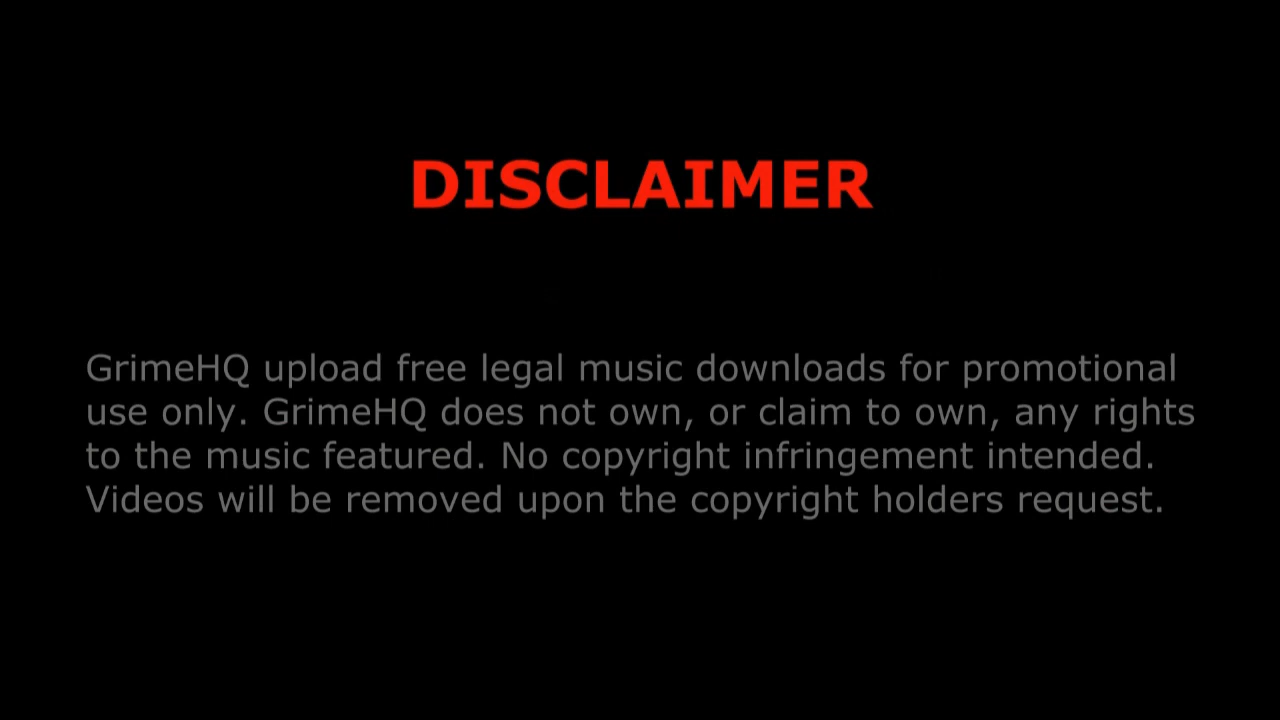 DISCLAIMER
GrimeHQ upload free legal music downloads for promotional
use only. GrimeHQ does not own, or claim to own, any rights
to the music featured. No copyright infringement intended.
Videos will be removed upon the copyright holders request.